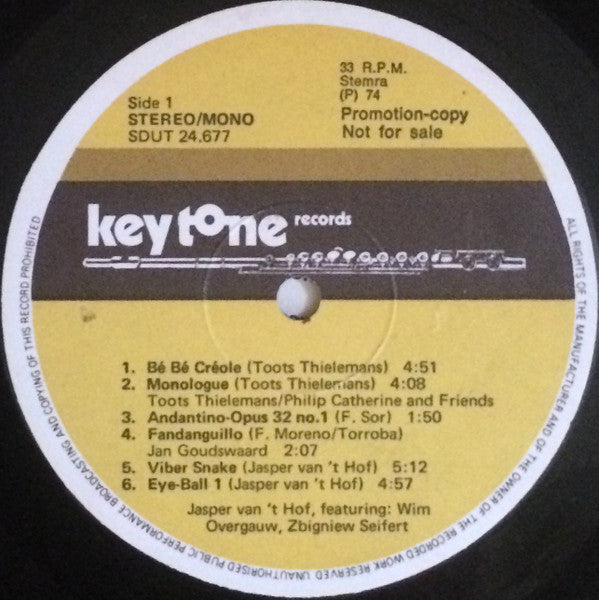 Side 1
STEREO/MONO
SDUT 24.677
33 R.P.M.
Stemra
(P) 74
Promotion-copy
Not for sale
keytone records
1. Bé Bé Créole (Toots Thielemans) 4:51
2. Monologue (Toots Thielemans) 4:08
Toots Thielemans/Philip Catherine and Friends
3. Andantino-Opus 32 no.1 (F. Sor) 1:50
4. Fandanguillo (F. Moreno/Torroba)
Jan Goudswaard 2:07
5. Viber Snake (Jasper van 't Hof) 5:12
6. Eye-Ball 1 (Jasper van 't Hof) 4:57
Jasper van 't Hof, featuring: Wim
Overgauw, Zbigniew Seifert
ALL RIGHTS OF THE MANUFACTURER AND OF THE OWNER OF THE RECORDED WORK RESERVED UNAUTHORISED PUBLIC PERFORMANCE BROADCASTING AND COPYING OF THIS RECORD PROHIBITED